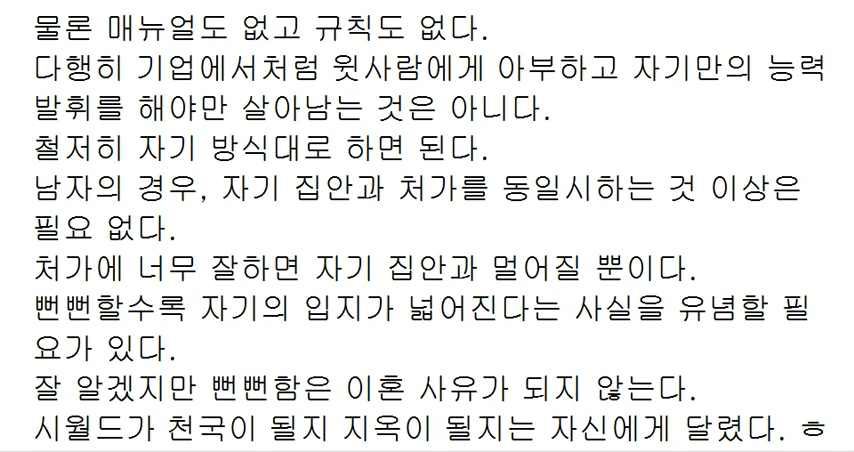 물론 매뉴얼도 없고 규칙도 없다.
다행히 기업에서처럼 윗사람에게 아부하고 자기만의 능력
발휘를 해야만 살아남는 것은 아니다.
철저히 자기 방식대로 하면 된다.
남자의 경우, 자기 집안과 처가를 동일시하는 것 이상은
필요 없다.
처가에 너무 잘하면 자기 집안과 멀어질 뿐이다.
뻔뻔할수록 자기의 입지가 넓어진다는 사실을 유념할 필
요가 있다.
잘 알겠지만 뻔뻔함은 이혼 사유가 되지 않는다.
시월드가 천국이 될지 지옥이 될지는 자신에게 달렸다. ㅎ